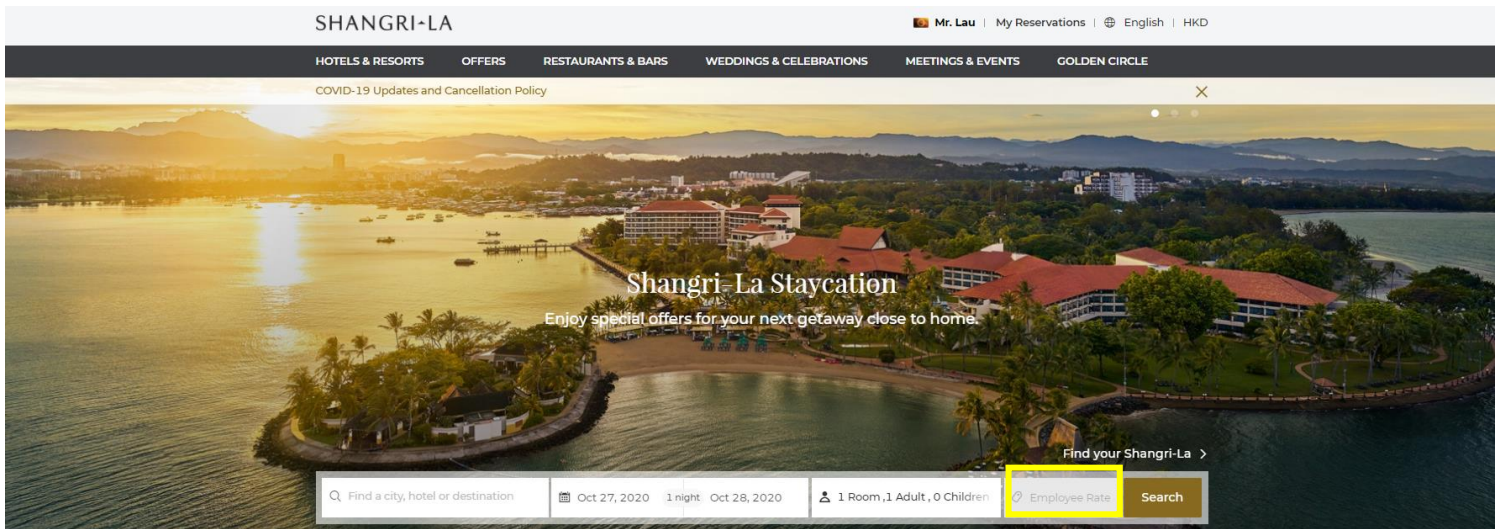 SHANGRI-LA
Mr. Lau | My Reservations | English | HKD
HOTELS & RESORTS OFFERS RESTAURANTS & BARS WEDDINGS & CELEBRATIONS MEETINGS & EVENTS GOLDEN CIRCLE
COVID-19 Updates and Cancellation Policy
Shangri-La Staycation
Enjoy special offers for your next getaway close to home.
Find your Shangri-La >
Find a city, hotel or destination Oct 27, 2020 1 night Oct 28, 2020 1 Room ,1 Adult , 0 Children Employee Rate Search